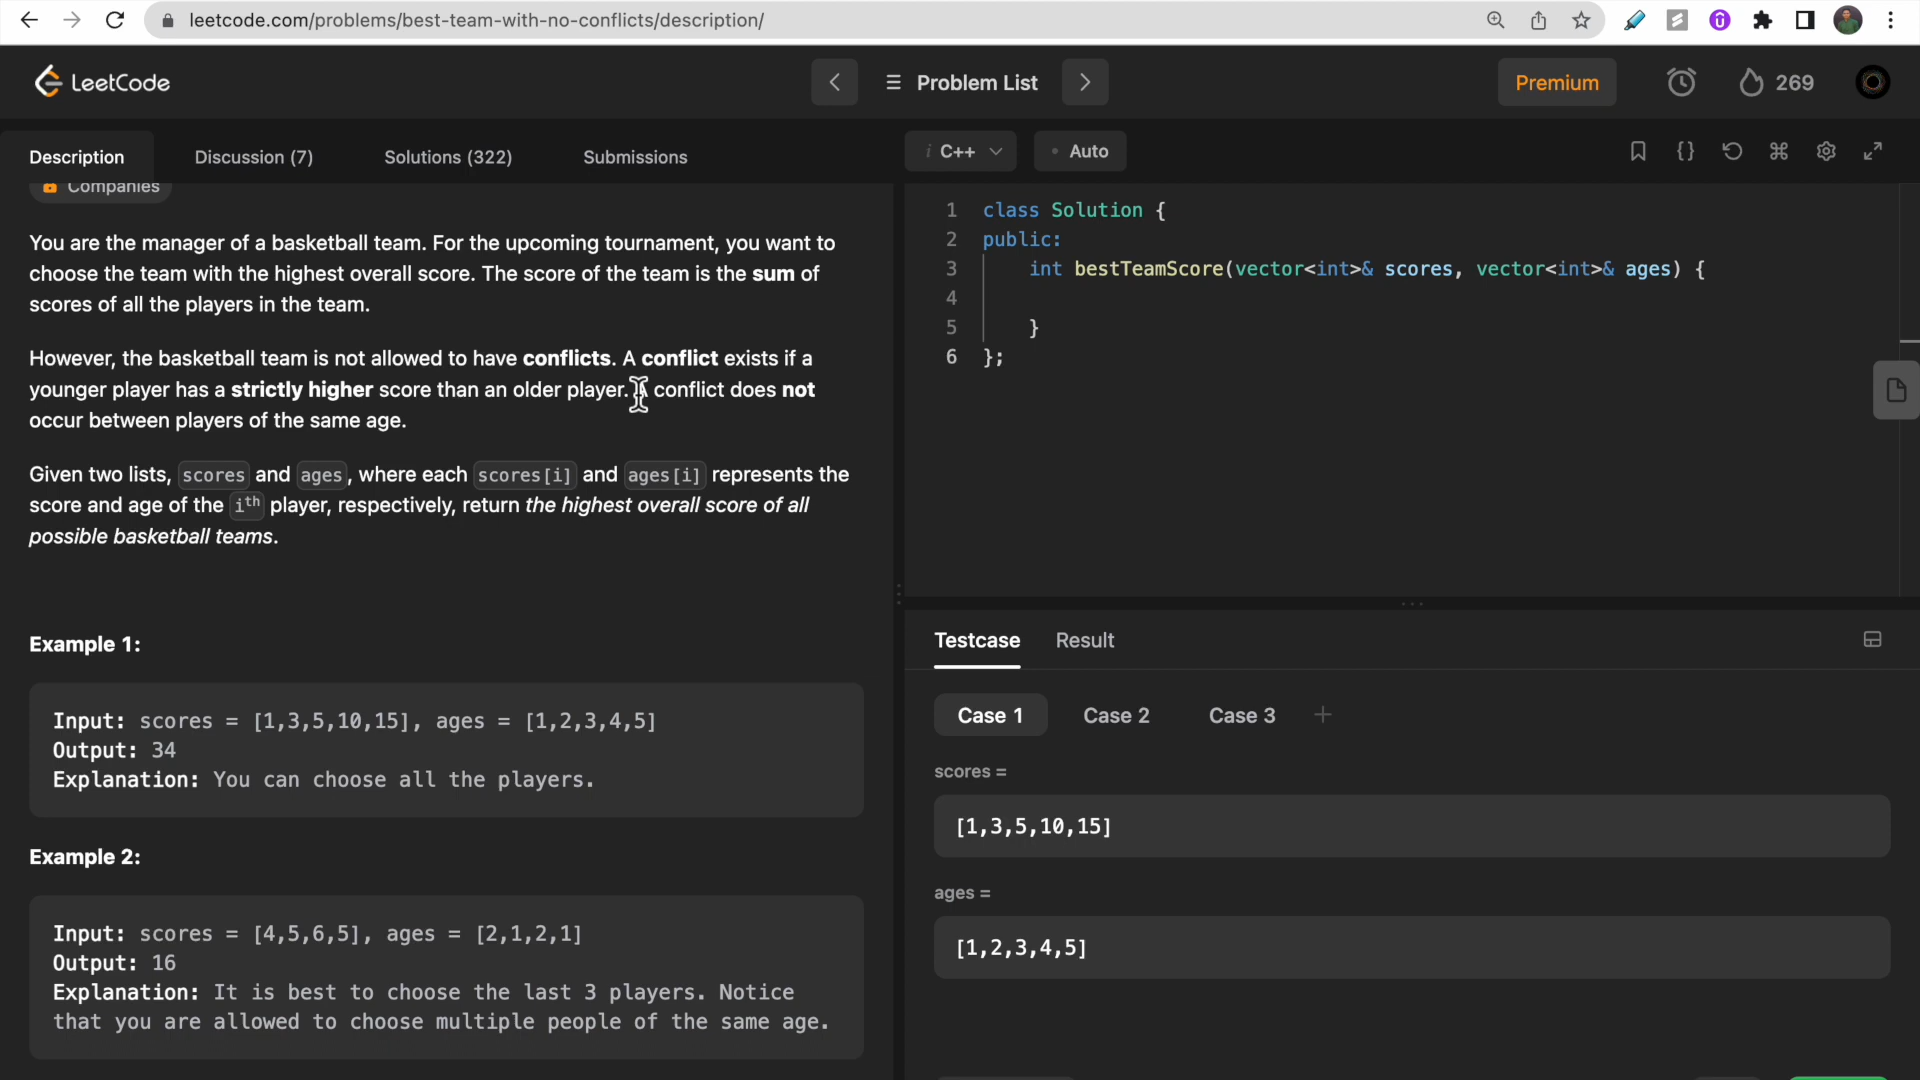 leetcode.com/problems/best-team-with-no-conflicts/description/
LeetCode
Problem List
Premium
269
Description
Discussion (7)
Solutions (322)
Submissions
Companies
You are the manager of a basketball team. For the upcoming tournament, you want to
choose the team with the highest overall score. The score of the team is the sum of
scores of all the players in the team.
However, the basketball team is not allowed to have conflicts. A conflict exists if a
younger player has a strictly higher score than an older player. A conflict does not
occur between players of the same age.
Given two lists, scores and ages, where each scores[i] and ages[i] represents the
score and age of the ith player, respectively, return the highest overall score of all
possible basketball teams.
Example 1:
Input: scores = [1,3,5,10,15], ages = [1,2,3,4,5]
Output: 34
Explanation: You can choose all the players.
Example 2:
Input: scores = [4,5,6,5], ages = [2,1,2,1]
Output: 16
Explanation: It is best to choose the last 3 players. Notice
that you are allowed to choose multiple people of the same age.
i C++
• Auto
{}
1 class Solution {
2 public:
3 int bestTeamScore(vector<int>& scores, vector<int>& ages) {
4
5 }
6 };
Testcase
Result
Case 1
Case 2
Case 3
+
scores =
[1,3,5,10,15]
ages =
[1,2,3,4,5]